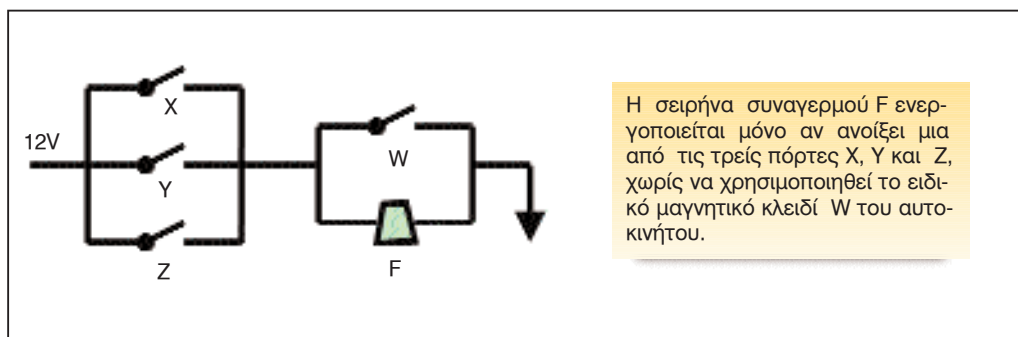 X
12V
Y
Z
W
F
Η σειρήνα συναγερμού F ενερ-
γοποιείται μόνο αν ανοίξει μια
από τις τρείς πόρτες X, Y και Z,
χωρίς να χρησιμοποιηθεί το ειδι-
κό μαγνητικό κλειδί W του αυτο-
κινήτου.